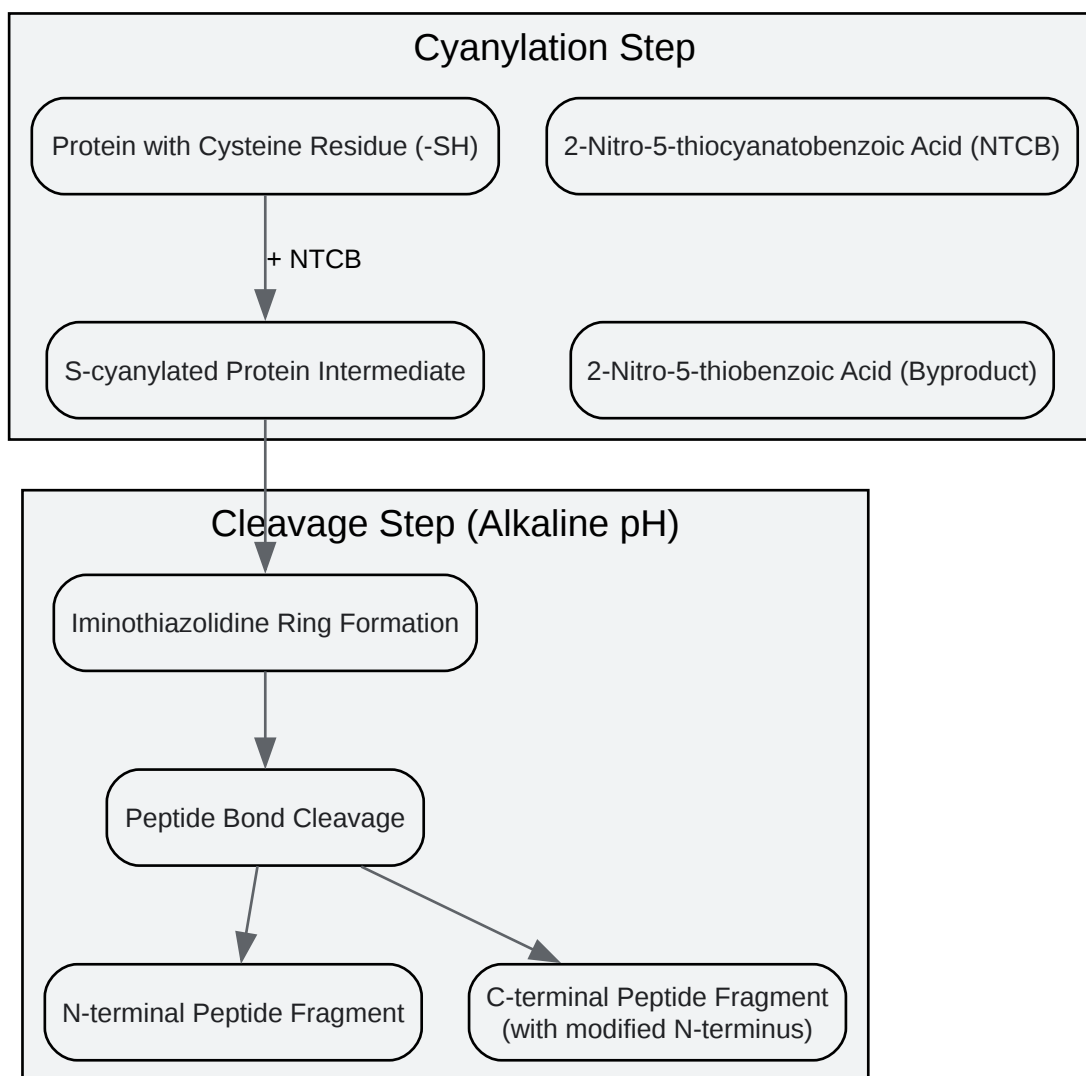 Cyanylation Step
Protein with Cysteine Residue (-SH)
2-Nitro-5-thiocyanatobenzoic Acid (NTCB)
+ NTCB
S-cyanylated Protein Intermediate
2-Nitro-5-thiobenzoic Acid (Byproduct)
Cleavage Step (Alkaline pH)
Iminothiazolidine Ring Formation
Peptide Bond Cleavage
N-terminal Peptide Fragment
C-terminal Peptide Fragment
(with modified N-terminus)